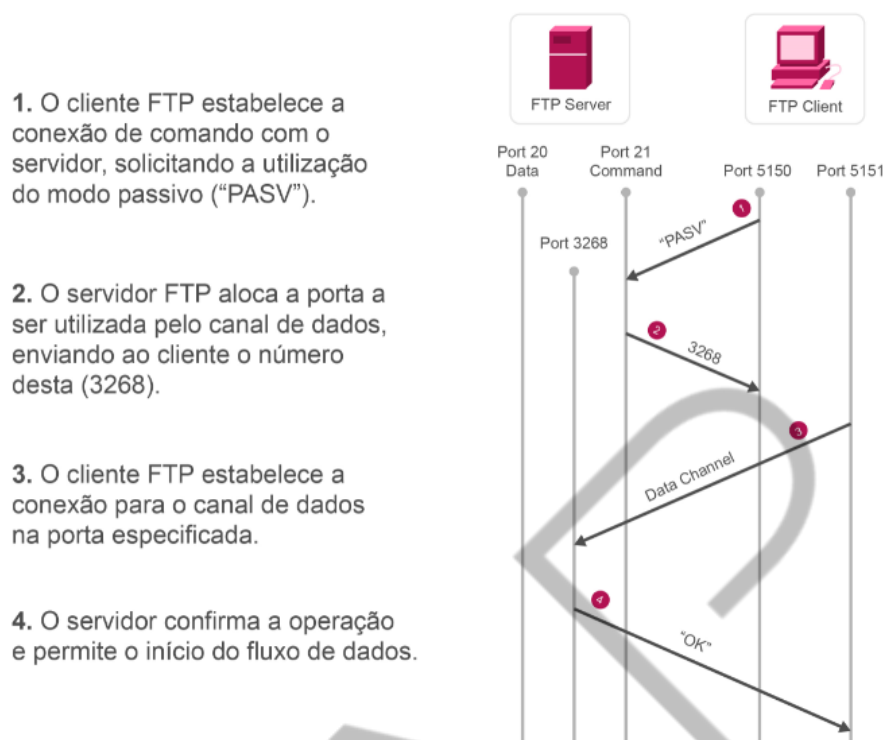 1. O cliente FTP estabelece a
conexão de comando com o
servidor, solicitando a utilização
do modo passivo (“PASV”).
2. O servidor FTP aloca a porta a
ser utilizada pelo canal de dados,
enviando ao cliente o número
desta (3268).
3. O cliente FTP estabelece a
conexão para o canal de dados
na porta especificada.
4. O servidor confirma a operação
e permite o início do fluxo de dados.
FTP Server
FTP Client
Port 20
Data
Port 21
Command
Port 5150
Port 5151
Port 3268
1
“PASV”
2
3268
3
Data Channel
4
“OK”